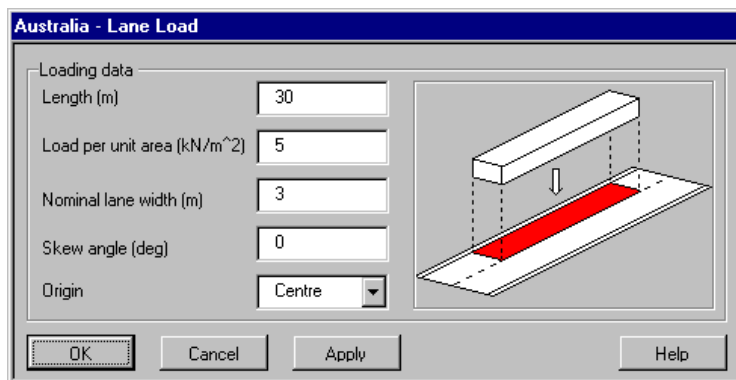 Australia - Lane Load
Loading data
Length (m) 30
Load per unit area (kN/m^2) 5
Nominal lane width (m) 3
Skew angle (deg) 0
Origin Centre
OK Cancel Apply Help